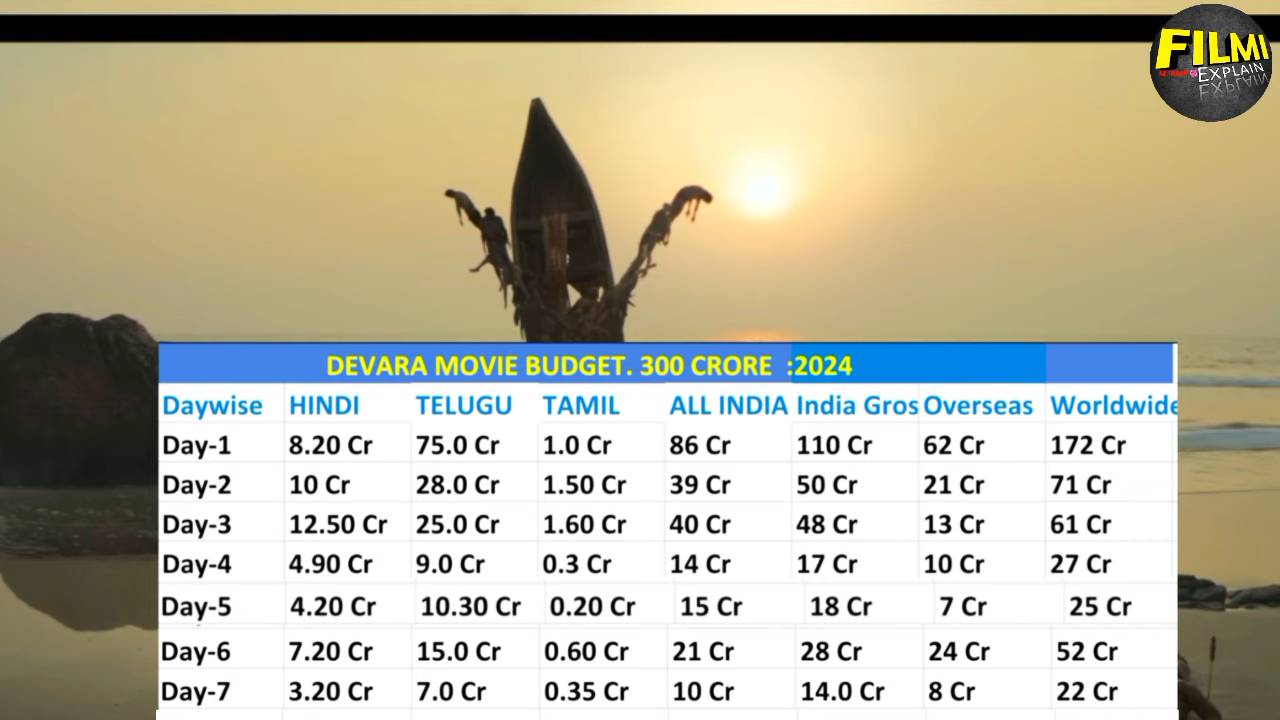 FILMI
EXPLAIN
DEVARA MOVIE BUDGET. 300 CRORE :2024
Daywise HINDI TELUGU TAMIL ALL INDIA India Gros Overseas Worldwide
Day-1 8.20 Cr 75.0 Cr 1.0 Cr 86 Cr 110 Cr 62 Cr 172 Cr
Day-2 10 Cr 28.0 Cr 1.50 Cr 39 Cr 50 Cr 21 Cr 71 Cr
Day-3 12.50 Cr 25.0 Cr 1.60 Cr 40 Cr 48 Cr 13 Cr 61 Cr
Day-4 4.90 Cr 9.0 Cr 0.3 Cr 14 Cr 17 Cr 10 Cr 27 Cr
Day-5 4.20 Cr 10.30 Cr 0.20 Cr 15 Cr 18 Cr 7 Cr 25 Cr
Day-6 7.20 Cr 15.0 Cr 0.60 Cr 21 Cr 28 Cr 24 Cr 52 Cr
Day-7 3.20 Cr 7.0 Cr 0.35 Cr 10 Cr 14.0 Cr 8 Cr 22 Cr